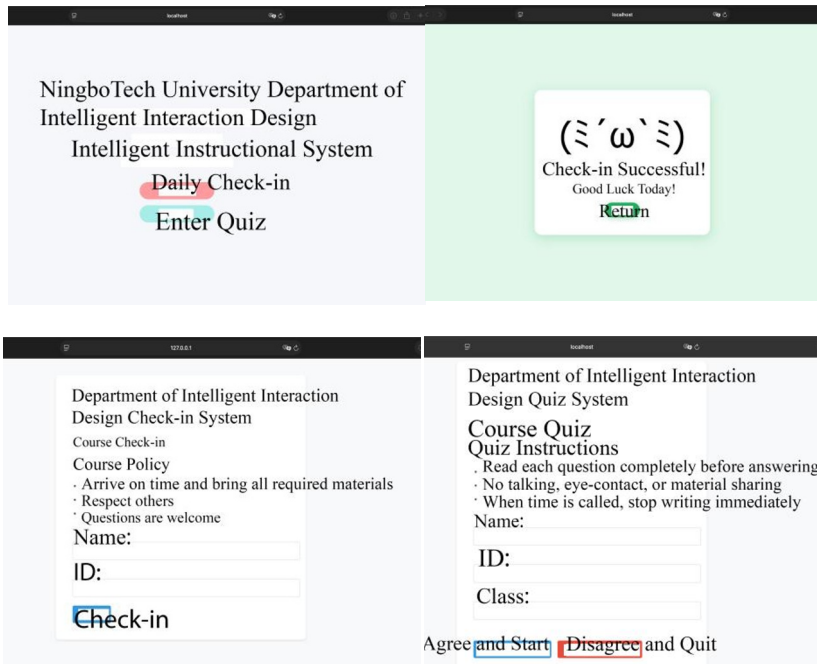 localhost
NingboTech University Department of
Intelligent Interaction Design
Intelligent Instructional System
Daily Check-in
Enter Quiz
localhost
(ミ´ω`ミ)
Check-in Successful!
Good Luck Today!
Return
127.0.0.1
Department of Intelligent Interaction
Design Check-in System
Course Check-in
Course Policy
· Arrive on time and bring all required materials
· Respect others
· Questions are welcome
Name:
ID:
Check-in
localhost
Department of Intelligent Interaction
Design Quiz System
Course Quiz
Quiz Instructions
. Read each question completely before answering
· No talking, eye-contact, or material sharing
· When time is called, stop writing immediately
Name:
ID:
Class:
Agree and Start Disagree and Quit